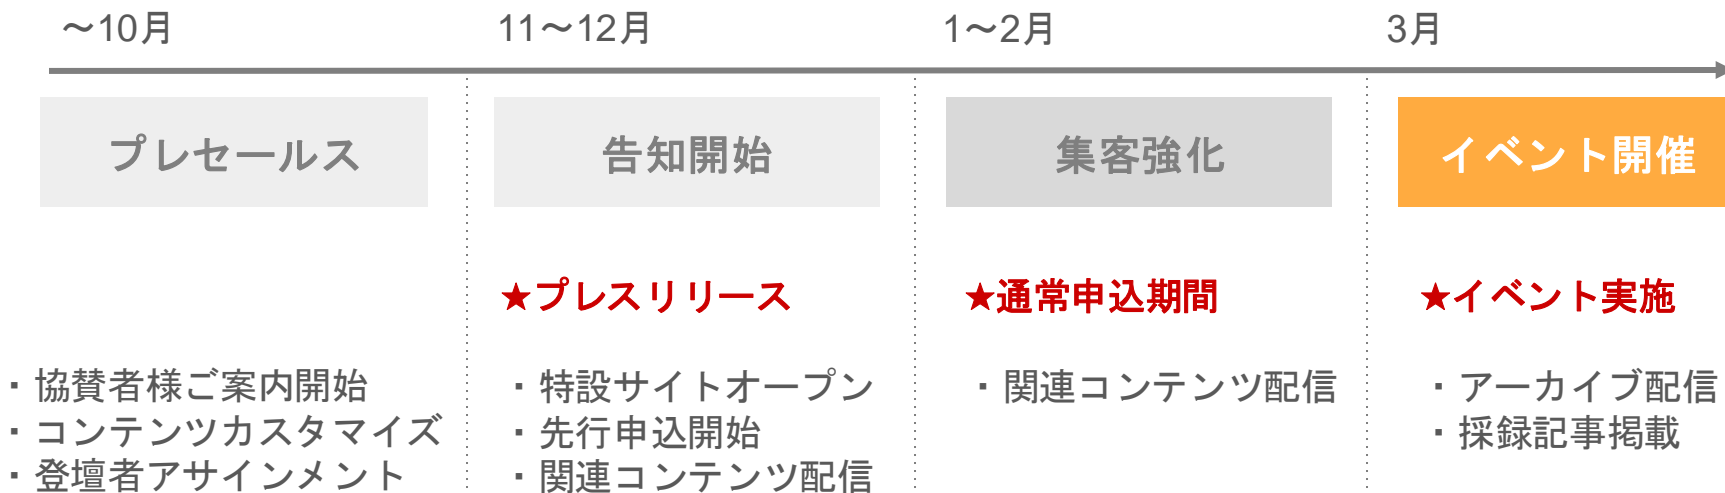 ～10月
11～12月
1～2月
3月
プレセールス
告知開始
集客強化
イベント開催
★プレスリリース
★通常申込期間
★イベント実施
・協賛者様ご案内開始
・コンテンツカスタマイズ
・登壇者アサインメント
・特設サイトオープン
・先行申込開始
・関連コンテンツ配信
・関連コンテンツ配信
・アーカイブ配信
・採録記事掲載